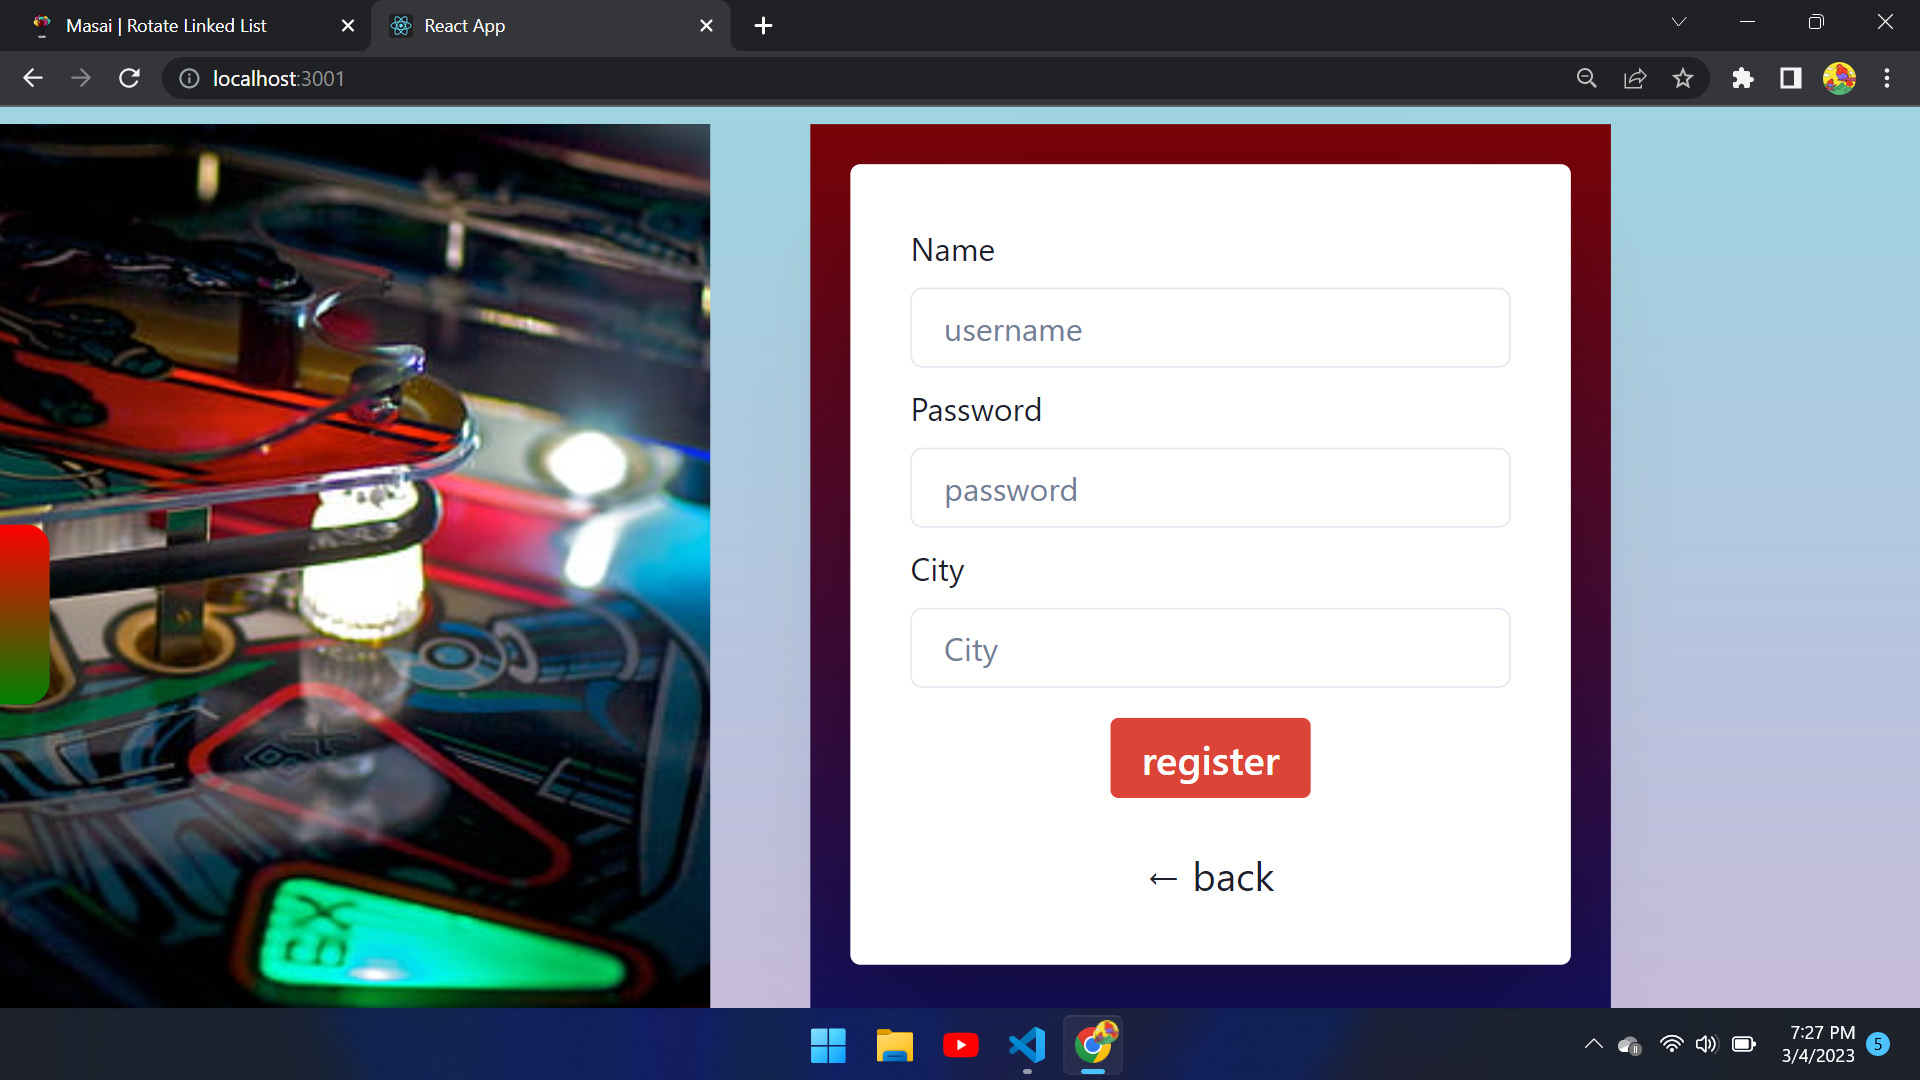 Masai | Rotate Linked List
React App
localhost:3001
Name
username
Password
password
City
City
register
← back
7:27 PM
3/4/2023
5